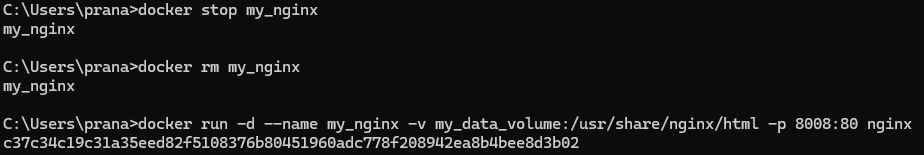 C:\Users\prana>docker stop my_nginx
my_nginx
C:\Users\prana>docker rm my_nginx
my_nginx
C:\Users\prana>docker run -d --name my_nginx -v my_data_volume:/usr/share/nginx/html -p 8008:80 nginx
c37c34c19c31a35eed82f5108376b80451960adc778f208942ea8b4bee8d3b02